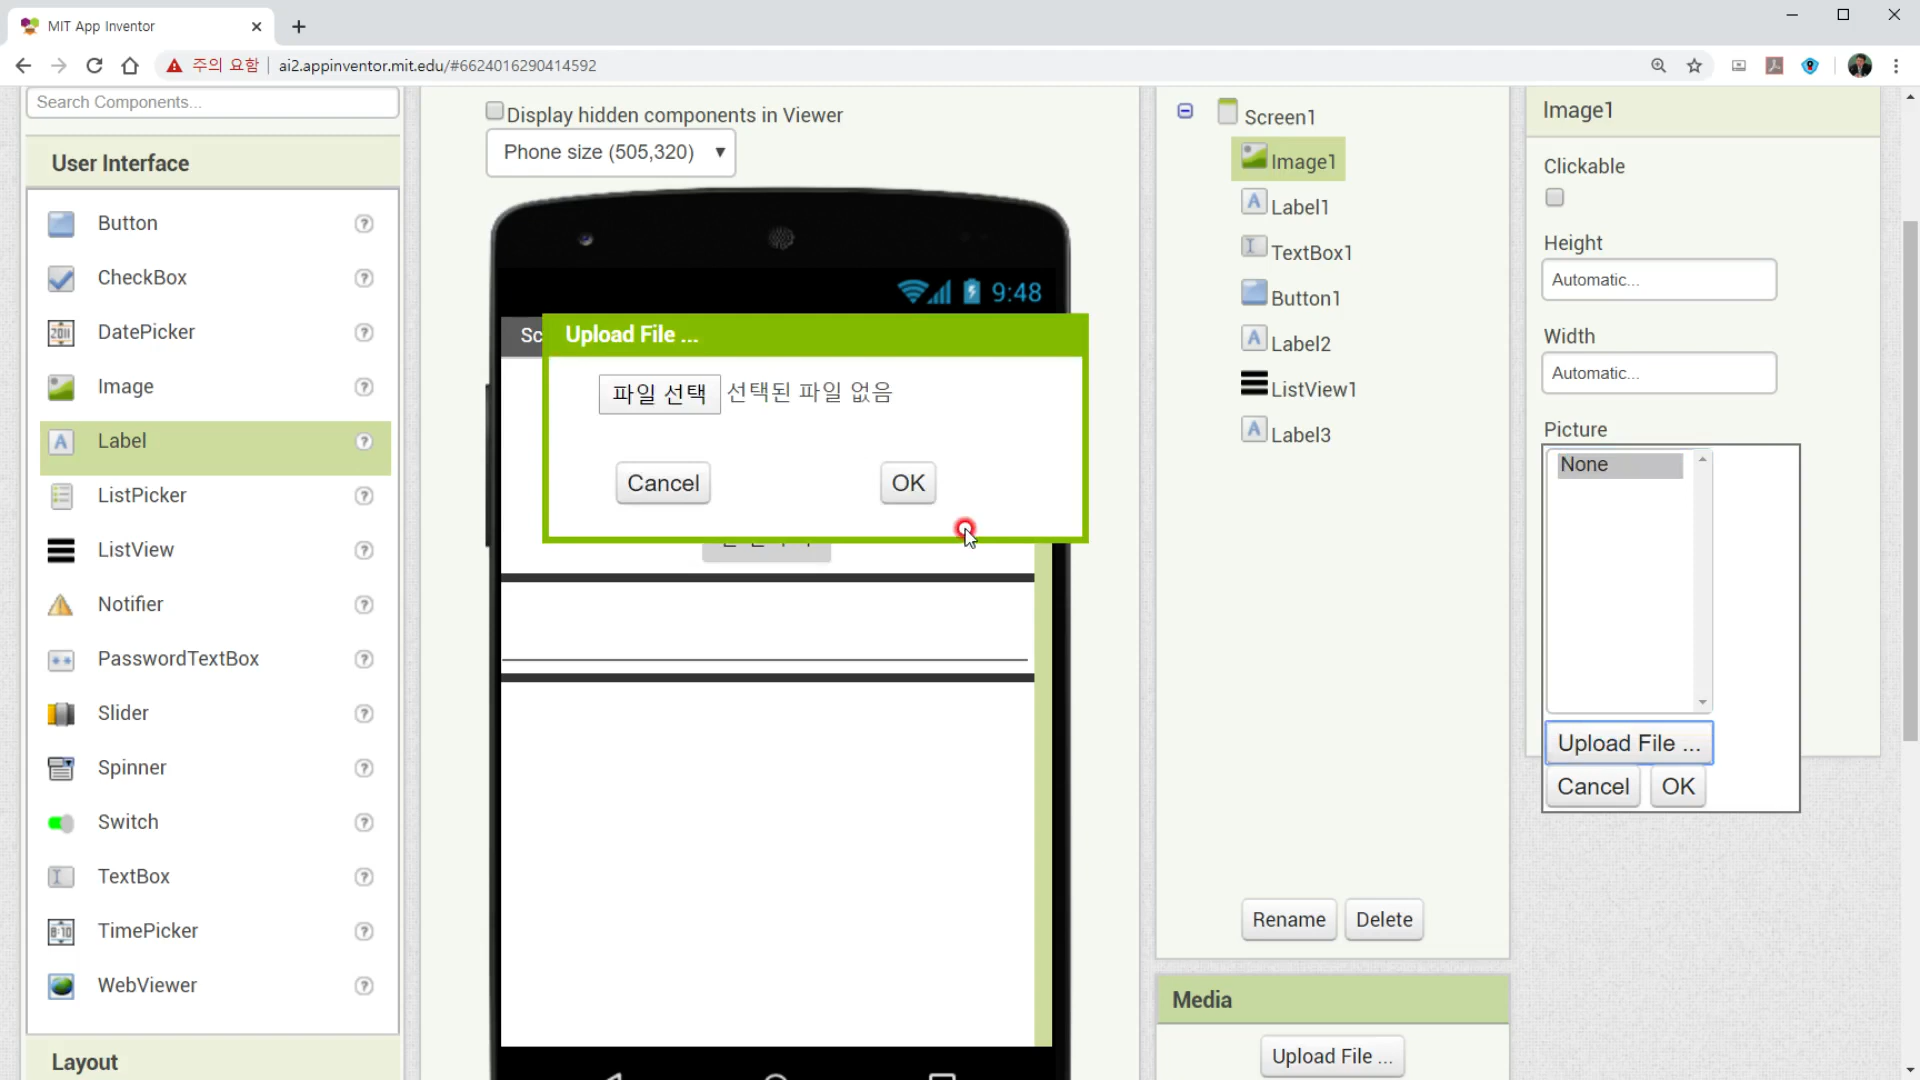 MIT App Inventor
주의 요함
ai2.appinventor.mit.edu/#6624016290414592
Search Components...
User Interface
Button
CheckBox
DatePicker
Image
Label
ListPicker
ListView
Notifier
PasswordTextBox
Slider
Spinner
Switch
TextBox
TimePicker
WebViewer
Layout
Display hidden components in Viewer
Phone size (505,320)
9:48
Sc
Upload File ...
파일 선택 선택된 파일 없음
Cancel
OK
Screen1
Image1
Label1
TextBox1
Button1
Label2
ListView1
Label3
Rename
Delete
Media
Upload File ...
Image1
Clickable
Height
Automatic...
Width
Automatic...
Picture
None
Upload File ...
Cancel
OK